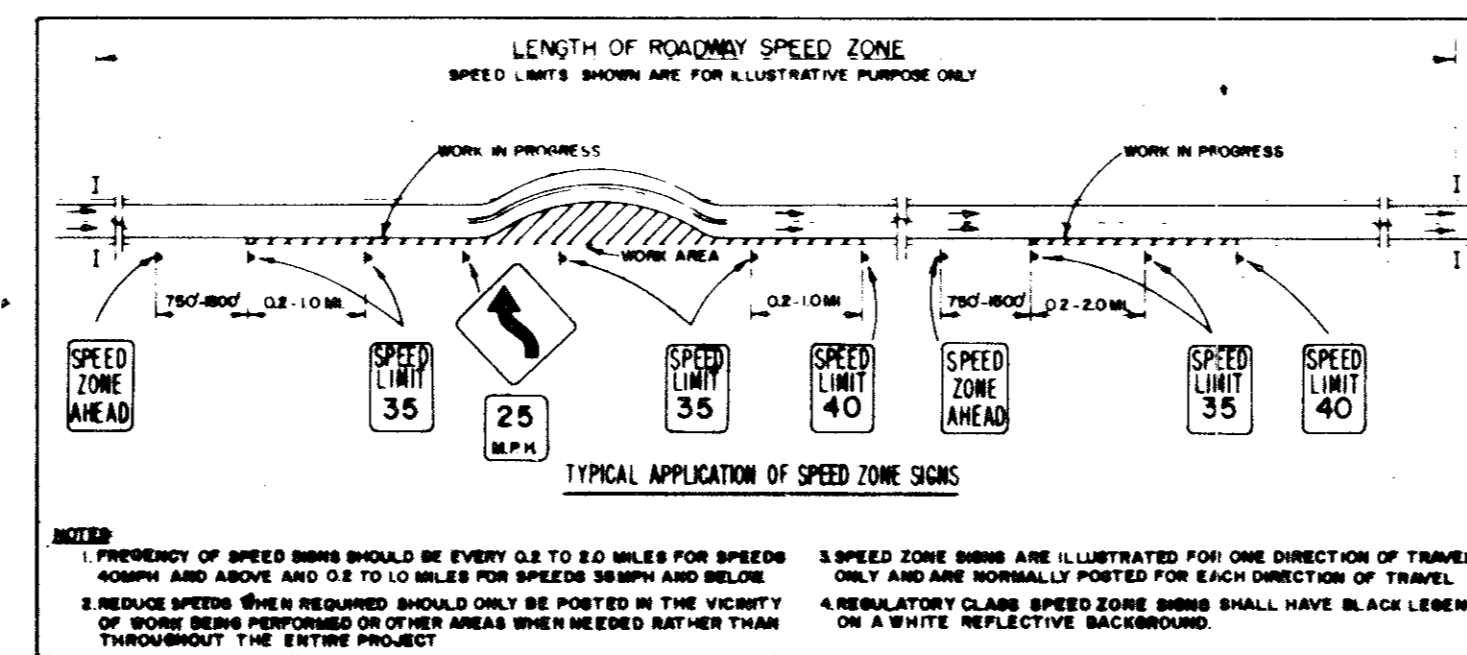 LENGTH OF ROADWAY SPEED ZONE
SPEED LIMITS SHOWN ARE FOR ILLUSTRATIVE PURPOSE ONLY
WORK IN PROGRESS
WORK IN PROGRESS
I
I
I
I
WORK AREA
750'-1500'
0.2-1.0 MI.
0.2-1.0 MI.
750'-1500'
0.2-2.0 MI.
SPEED
ZONE
AHEAD
SPEED
LIMIT
35
25
M.P.H.
SPEED
LIMIT
35
SPEED
LIMIT
40
SPEED
ZONE
AHEAD
SPEED
LIMIT
35
SPEED
LIMIT
40
TYPICAL APPLICATION OF SPEED ZONE SIGNS
NOTES
1. FREQENCY OF SPEED SIGNS SHOULD BE EVERY 0.2 TO 2.0 MILES FOR SPEEDS
40MPH AND ABOVE AND 0.2 TO 1.0 MILES FOR SPEEDS 35MPH AND BELOW
2. REDUCE SPEEDS WHEN REQUIRED SHOULD ONLY BE POSTED IN THE VICINITY
OF WORK BEING PERFORMED OR OTHER AREAS WHEN NEEDED RATHER THAN
THROUGHOUT THE ENTIRE PROJECT
3. SPEED ZONE SIGNS ARE ILLUSTRATED FOR ONE DIRECTION OF TRAVEL
ONLY AND ARE NORMALLY POSTED FOR EACH DIRECTION OF TRAVEL
4. REGULATORY CLASS SPEED ZONE SIGNS SHALL HAVE BLACK LEGEN
ON A WHITE REFLECTIVE BACKGROUND.